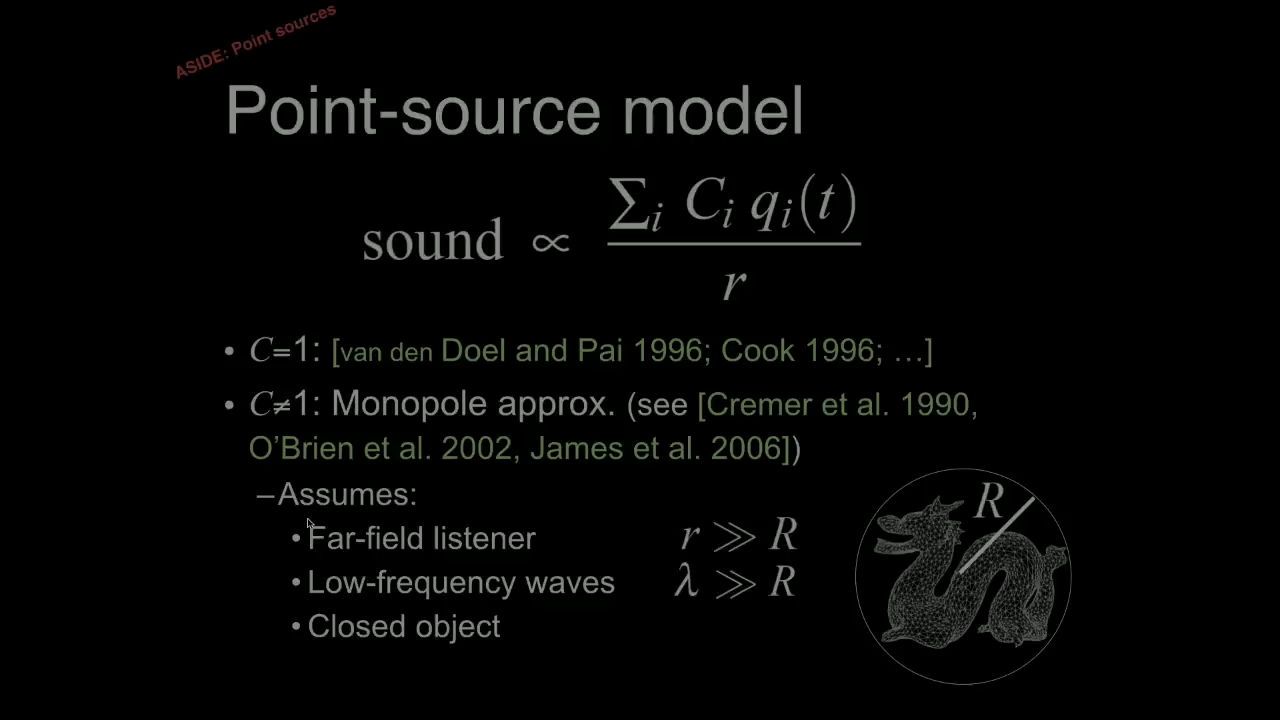 ASIDE: Point sources
Point-source model
sound ∝ ∑i Ci qi(t)
r
• C=1: [van den Doel and Pai 1996; Cook 1996; …]
• C≠1: Monopole approx. (see [Cremer et al. 1990,
O’Brien et al. 2002, James et al. 2006])
–Assumes:
•Far-field listener r ≫ R
•Low-frequency waves λ ≫ R
•Closed object
R